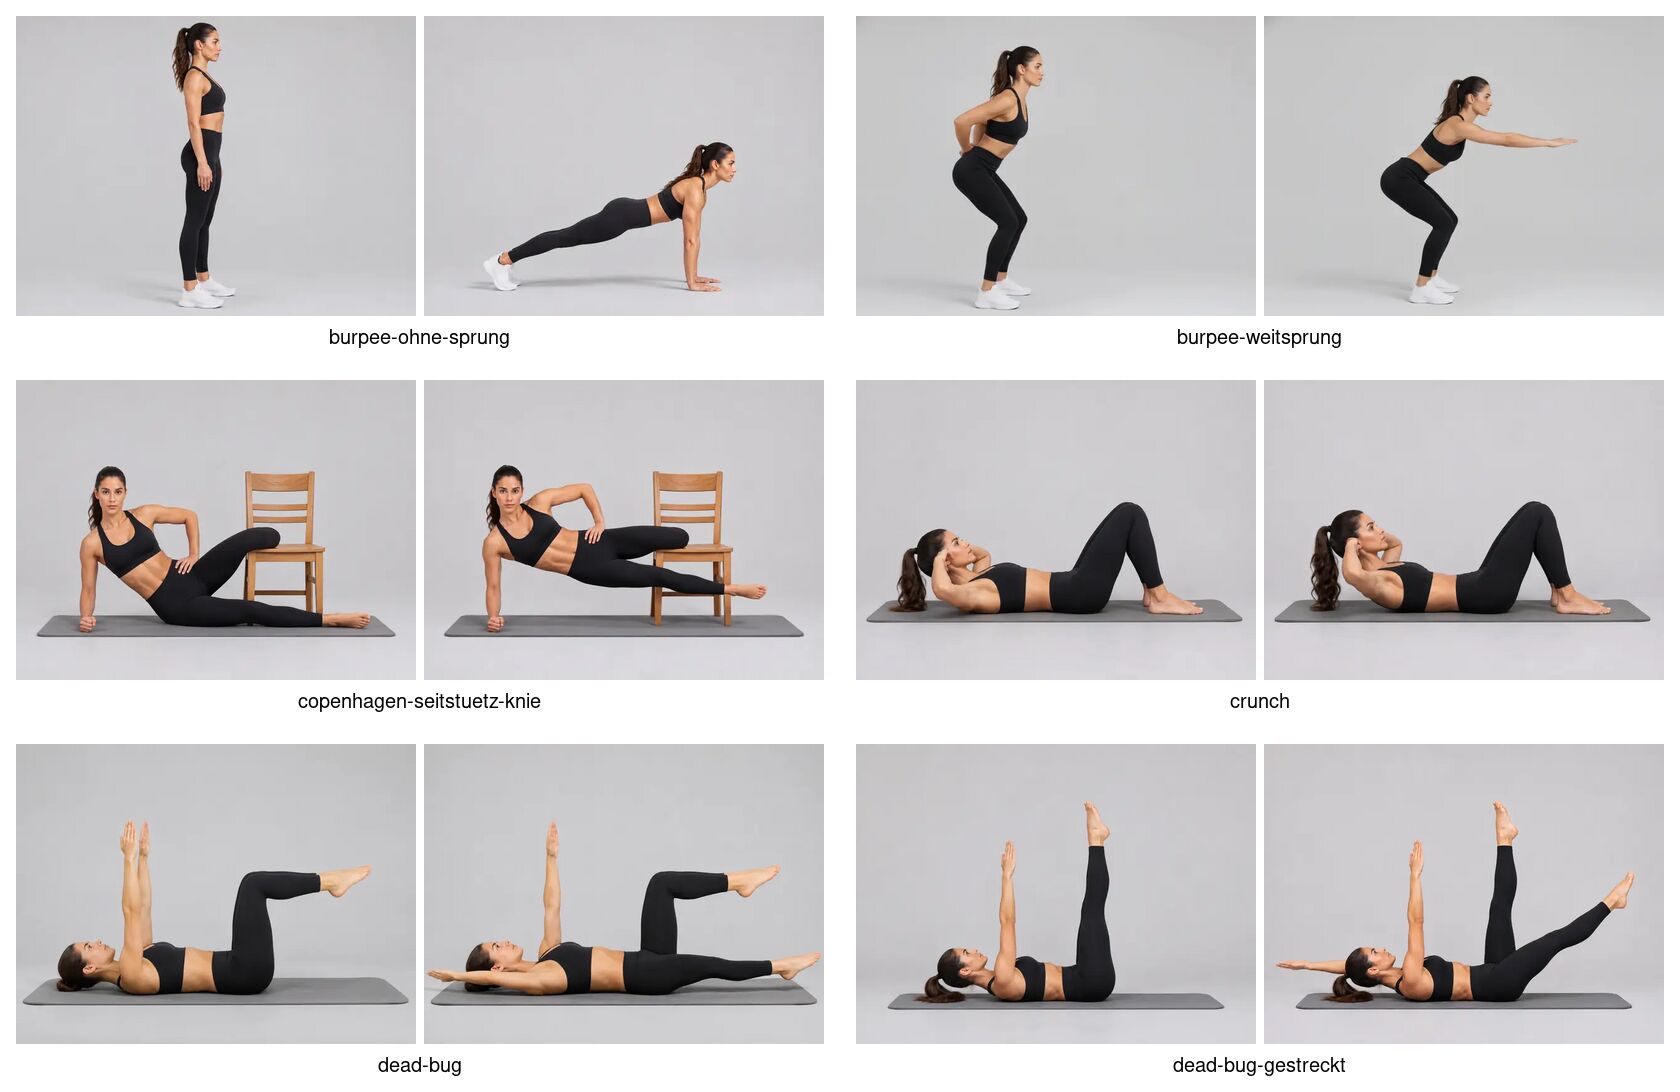 burpee-ohne-sprung
burpee-weitsprung
copenhagen-seitstuetz-knie
crunch
dead-bug
dead-bug-gestreckt